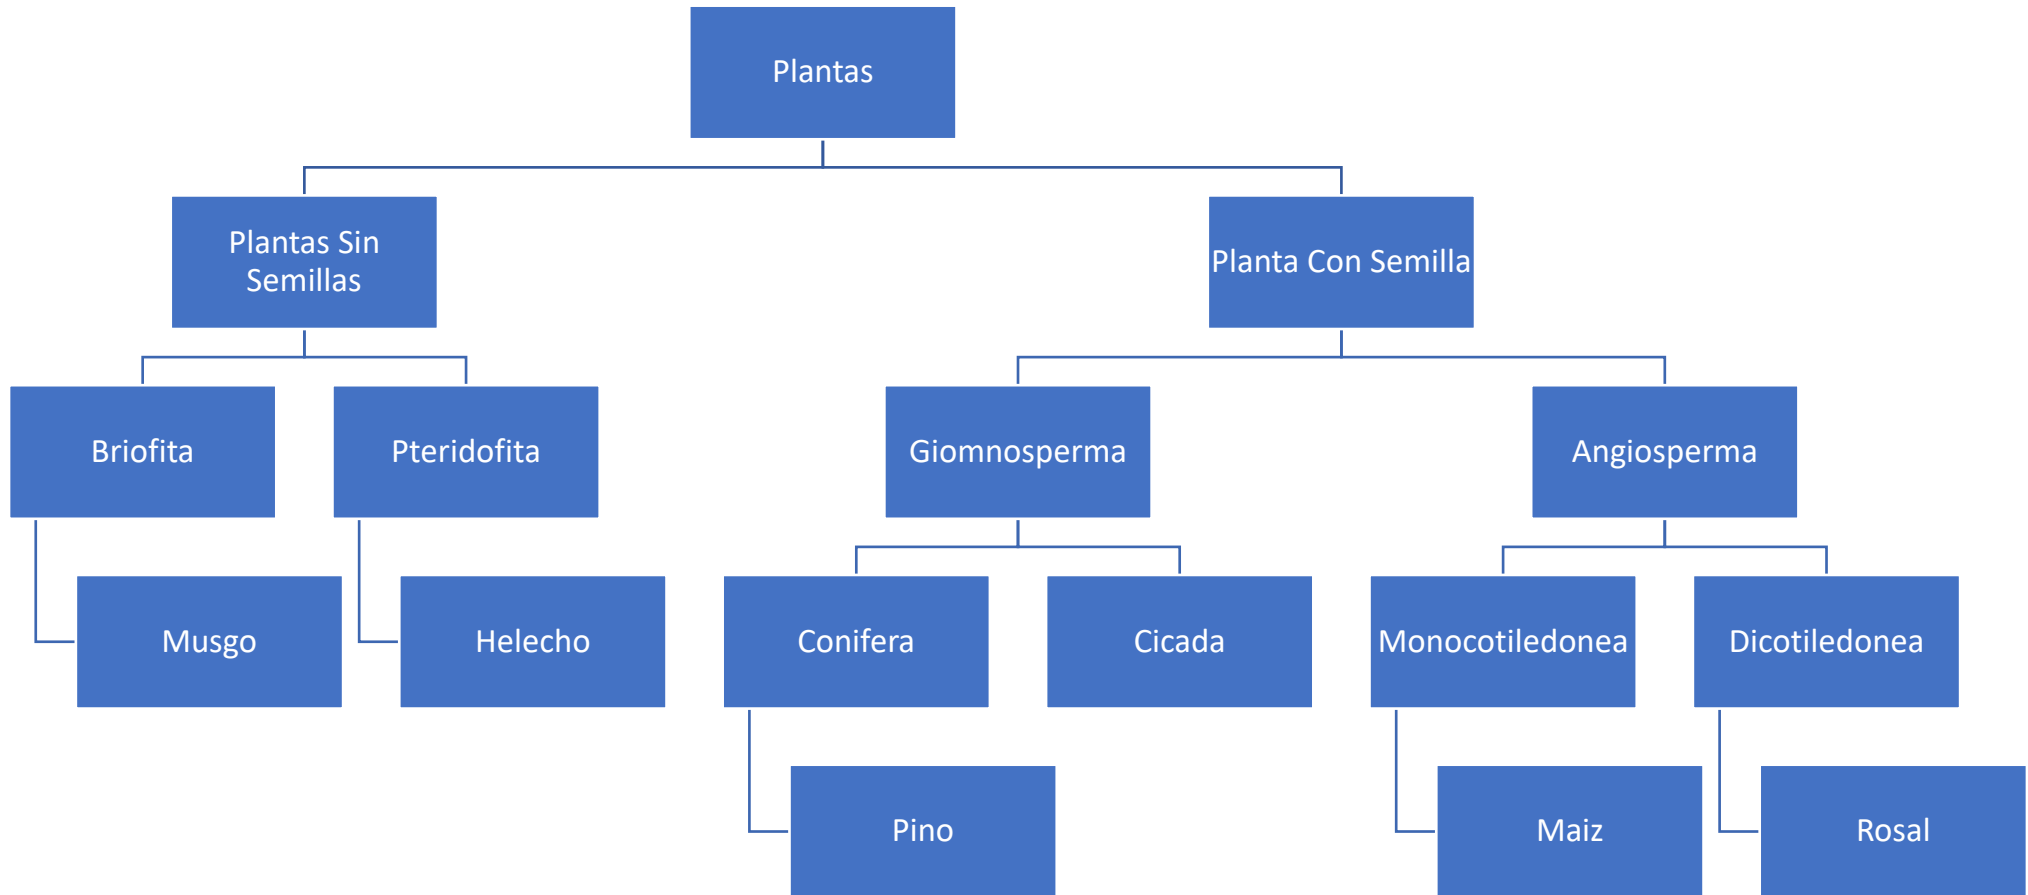 Plantas
Plantas Sin
Semillas
Planta Con Semilla
Briofita
Pteridofita
Giomnosperma
Angiosperma
Musgo
Helecho
Conifera
Cicada
Monocotiledonea
Dicotiledonea
Pino
Maiz
Rosal